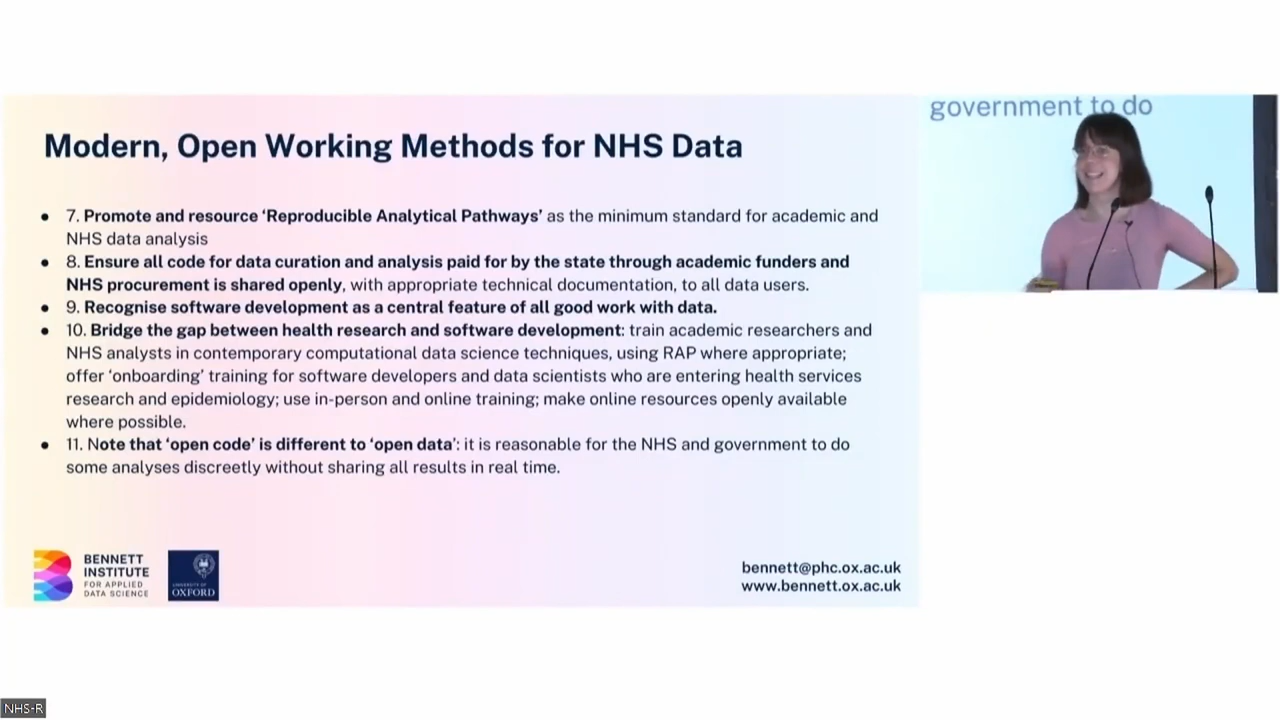 government to do
Modern, Open Working Methods for NHS Data
● 7. Promote and resource ‘Reproducible Analytical Pathways’ as the minimum standard for academic and
NHS data analysis
● 8. Ensure all code for data curation and analysis paid for by the state through academic funders and
NHS procurement is shared openly, with appropriate technical documentation, to all data users.
● 9. Recognise software development as a central feature of all good work with data.
● 10. Bridge the gap between health research and software development: train academic researchers and
NHS analysts in contemporary computational data science techniques, using RAP where appropriate;
offer ‘onboarding’ training for software developers and data scientists who are entering health services
research and epidemiology; use in-person and online training; make online resources openly available
where possible.
● 11. Note that ‘open code’ is different to ‘open data’: it is reasonable for the NHS and government to do
some analyses discreetly without sharing all results in real time.
BENNETT
INSTITUTE
FOR APPLIED
DATA SCIENCE
UNIVERSITY OF
OXFORD
bennett@phc.ox.ac.uk
www.bennett.ox.ac.uk
NHS-R